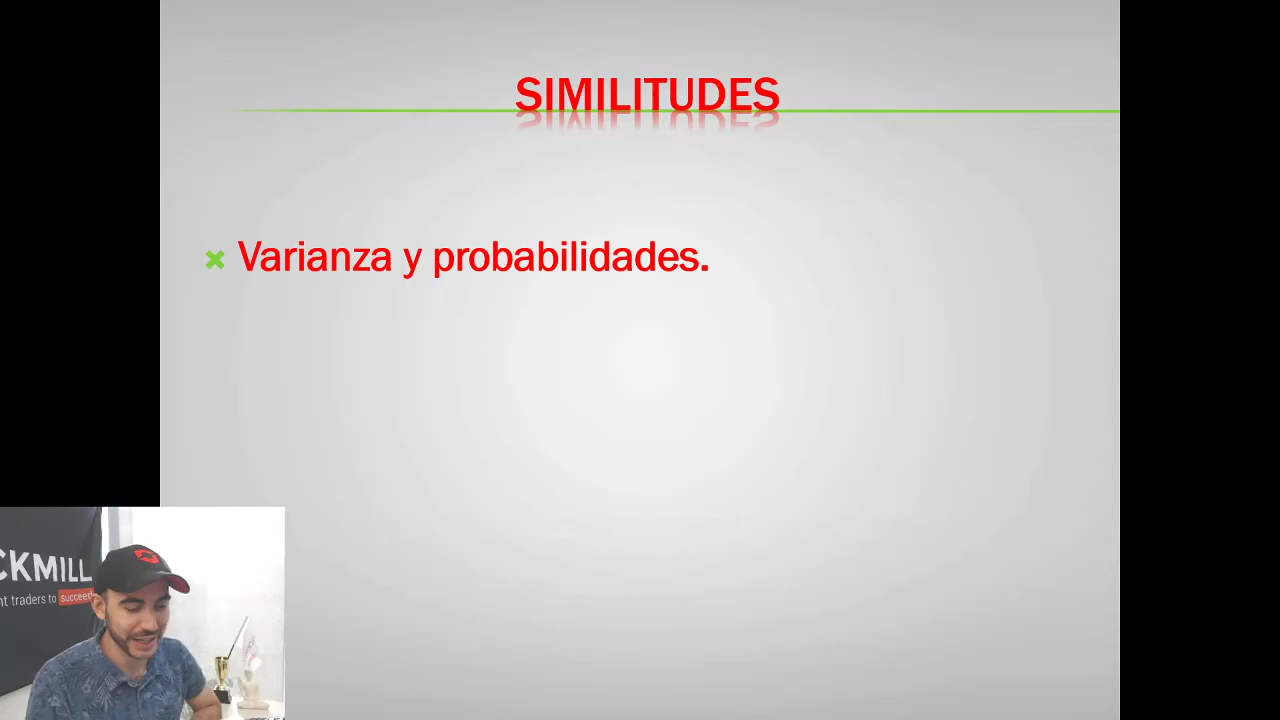 SIMILITUDES
Varianza y probabilidades.
CKMILL
nt traders to succeed